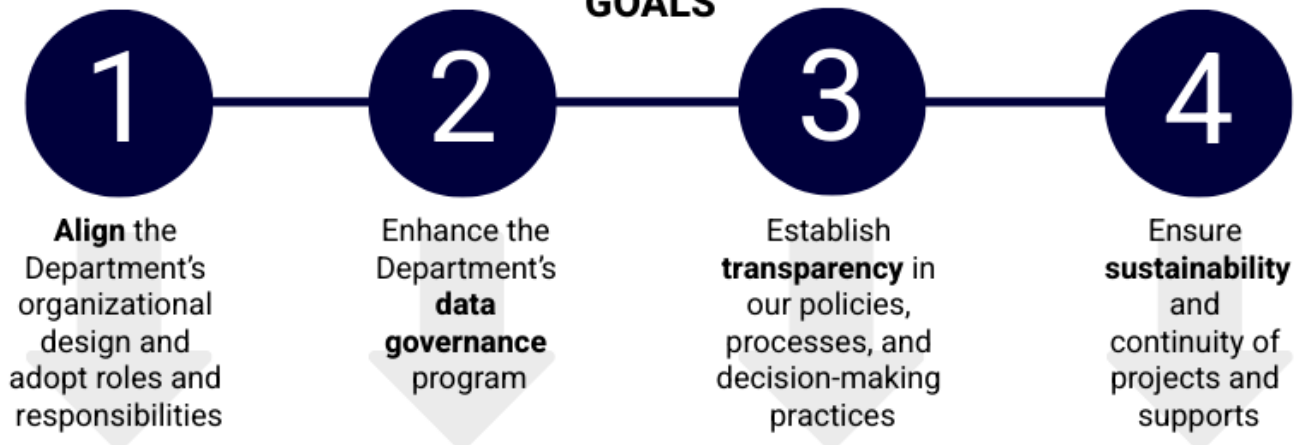 GOALS
1
2
3
4
Align the
Department's
organizational
design and
adopt roles and
responsibilities
Enhance the
Department's
data
governance
program
Establish
transparency in
our policies,
processes, and
decision-making
practices
Ensure
sustainability
and
continuity of
projects and
supports